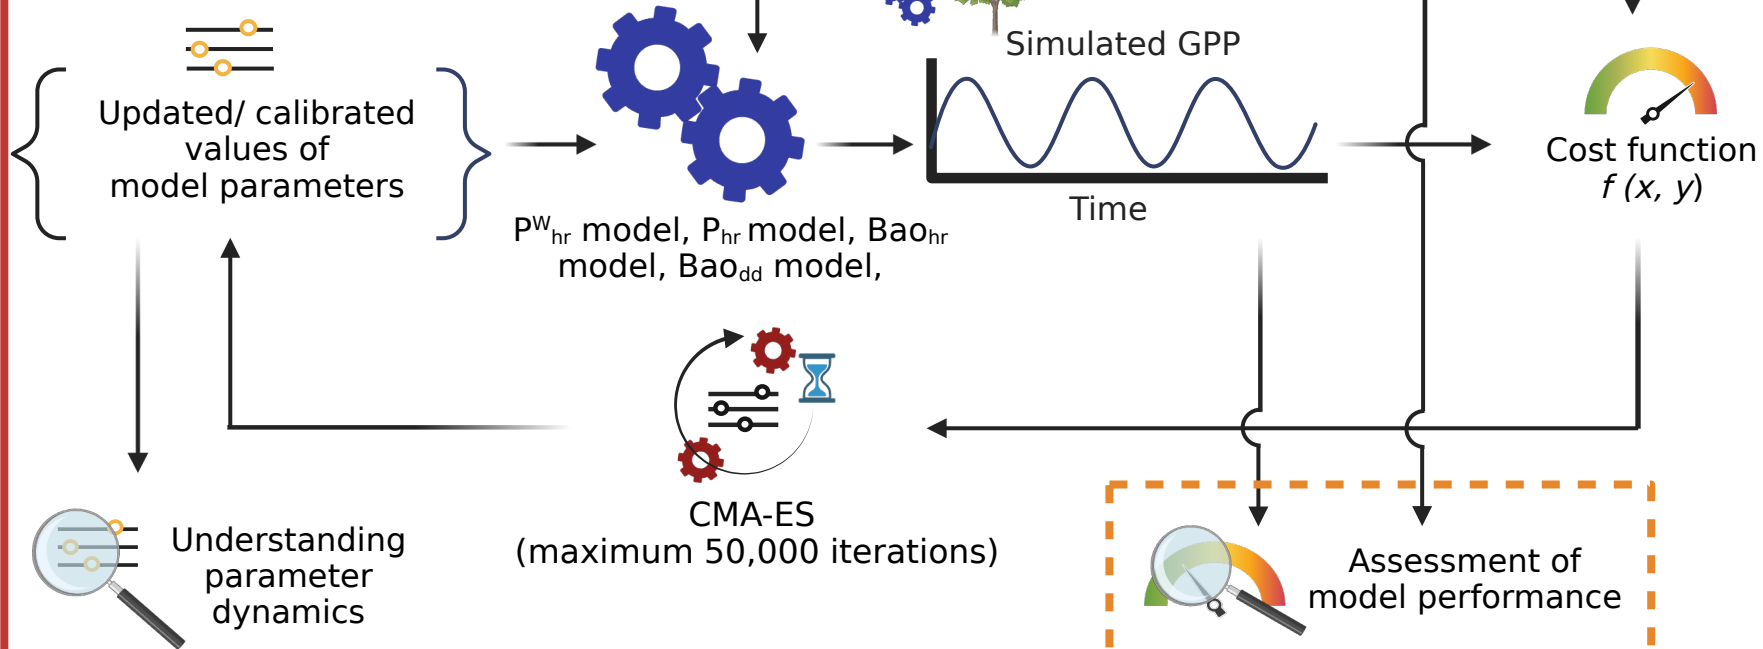 Simulated GPP
Updated/ calibrated
values of
model parameters
Cost function
f (x, y)
Time
Pᵂₕᵣ model, Pₕᵣ model, Baoₕᵣ
model, Bao_dd model,
CMA-ES
(maximum 50,000 iterations)
Understanding
parameter
dynamics
Assessment of
model performance